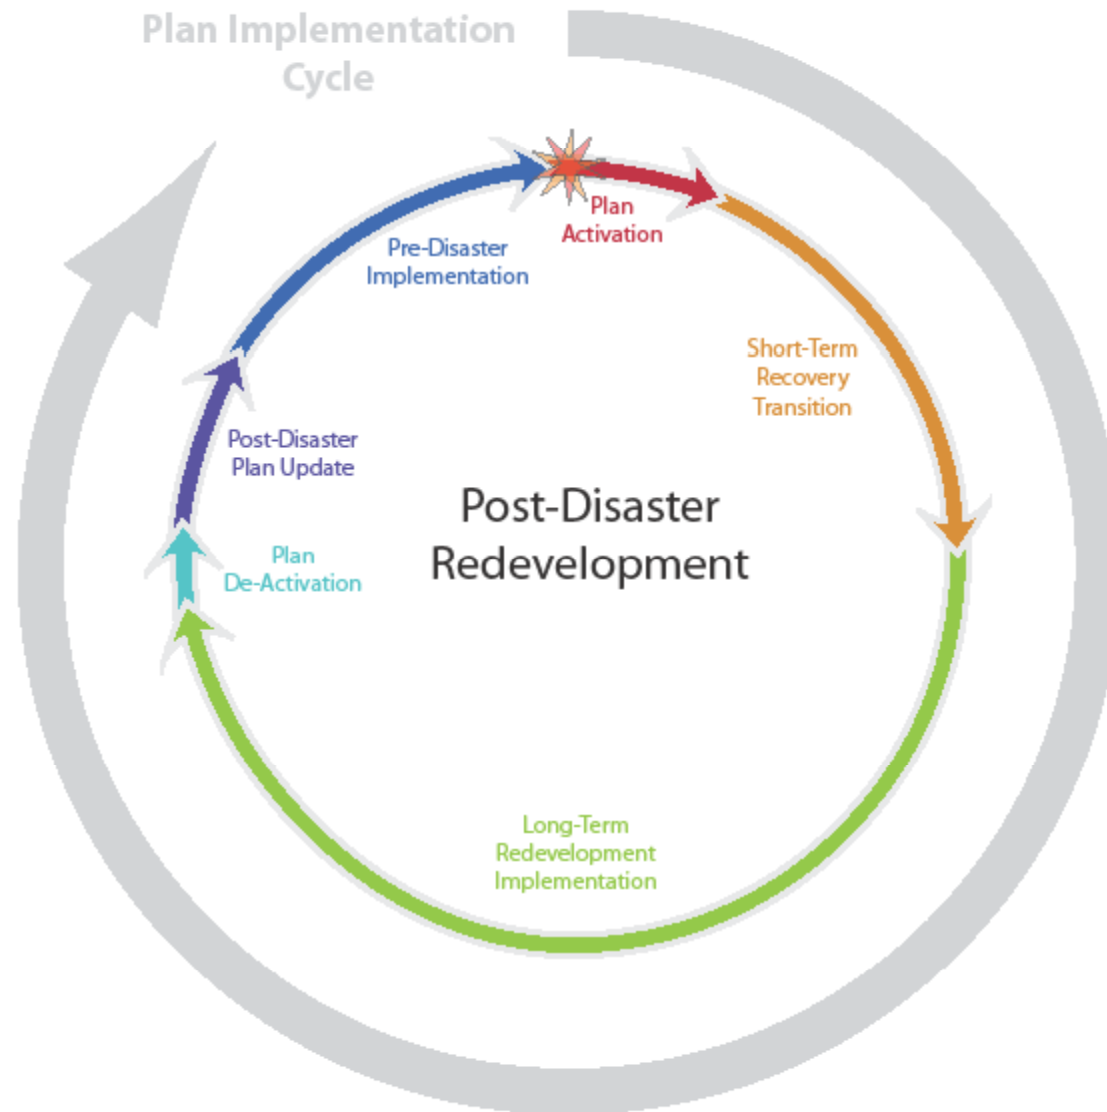 Plan Implementation
Cycle
Plan
Activation
Pre-Disaster
Implementation
Short-Term
Recovery
Transition
Post-Disaster
Plan Update
Post-Disaster
Redevelopment
Plan
De-Activation
Long-Term
Redevelopment
Implementation